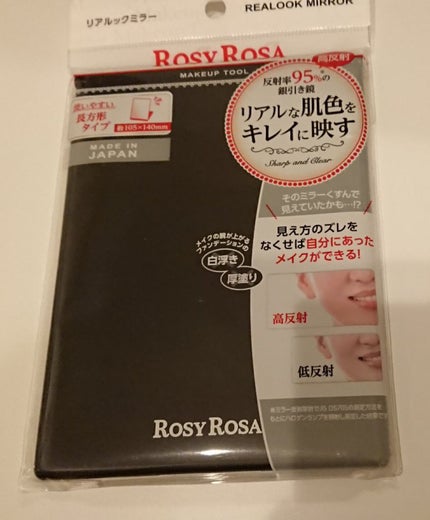 リアルックミラー
REALOOK MIRROR
ROSY ROSA
MAKEUP TOOL
高反射
反射率95%の
銀引き鏡
リアルな肌色を
キレイに映す
Sharp and Clear
使いやすい
長方形
タイプ
約105×140mm
MADE IN
JAPAN
そのミラーくすんで
見えていたかも…!?
見え方のズレを
なくせば自分にあった
メイクができる!
メイクの腕が上がる
ファンデーションの
白浮き
厚塗り
高反射
低反射
ROSY ROSA